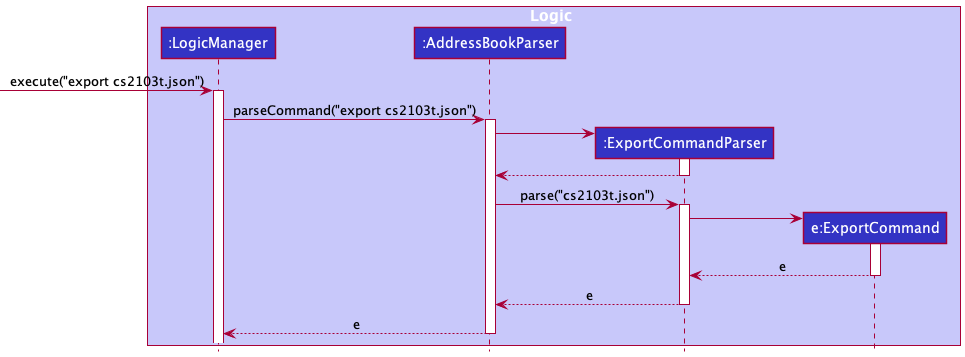 Logic
:LogicManager
:AddressBookParser
execute("export cs2103t.json")
parseCommand("export cs2103t.json")
:ExportCommandParser
parse("cs2103t.json")
e:ExportCommand
e
e
e